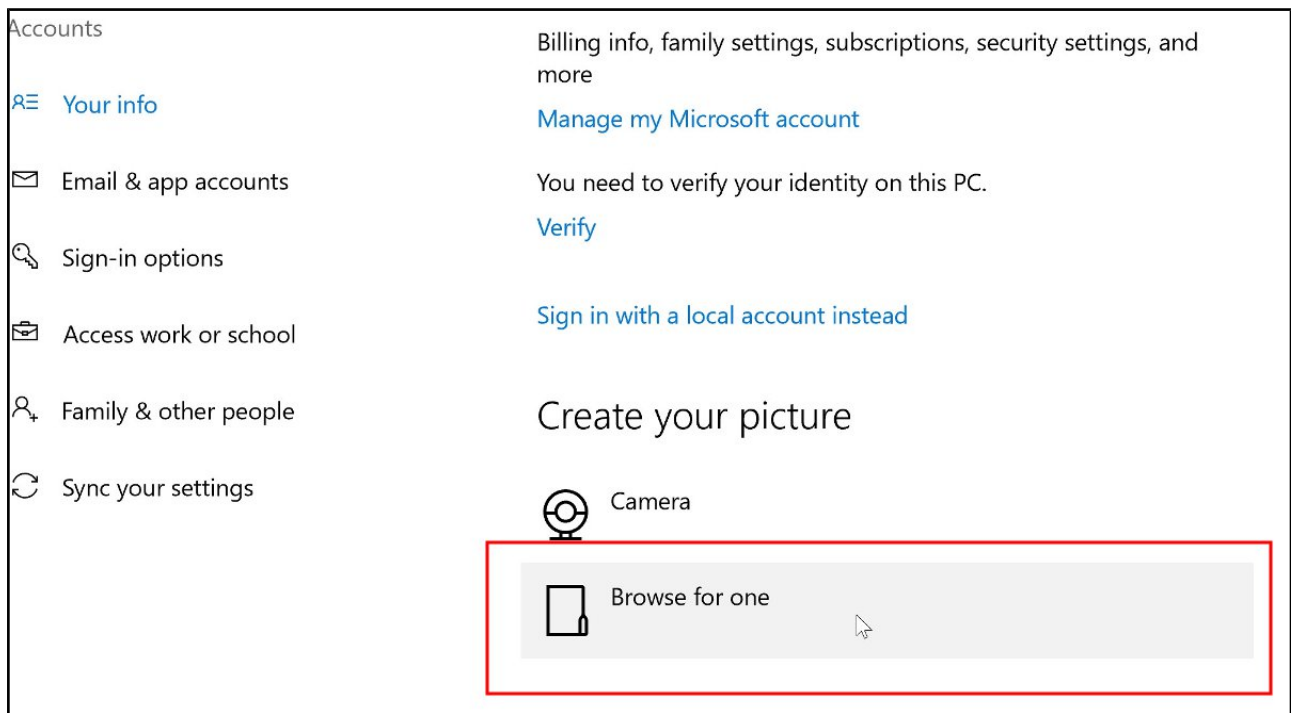 Accounts
Your info
Email & app accounts
Sign-in options
Access work or school
Family & other people
Sync your settings
Billing info, family settings, subscriptions, security settings, and
more
Manage my Microsoft account
You need to verify your identity on this PC.
Verify
Sign in with a local account instead
Create your picture
Camera
Browse for one